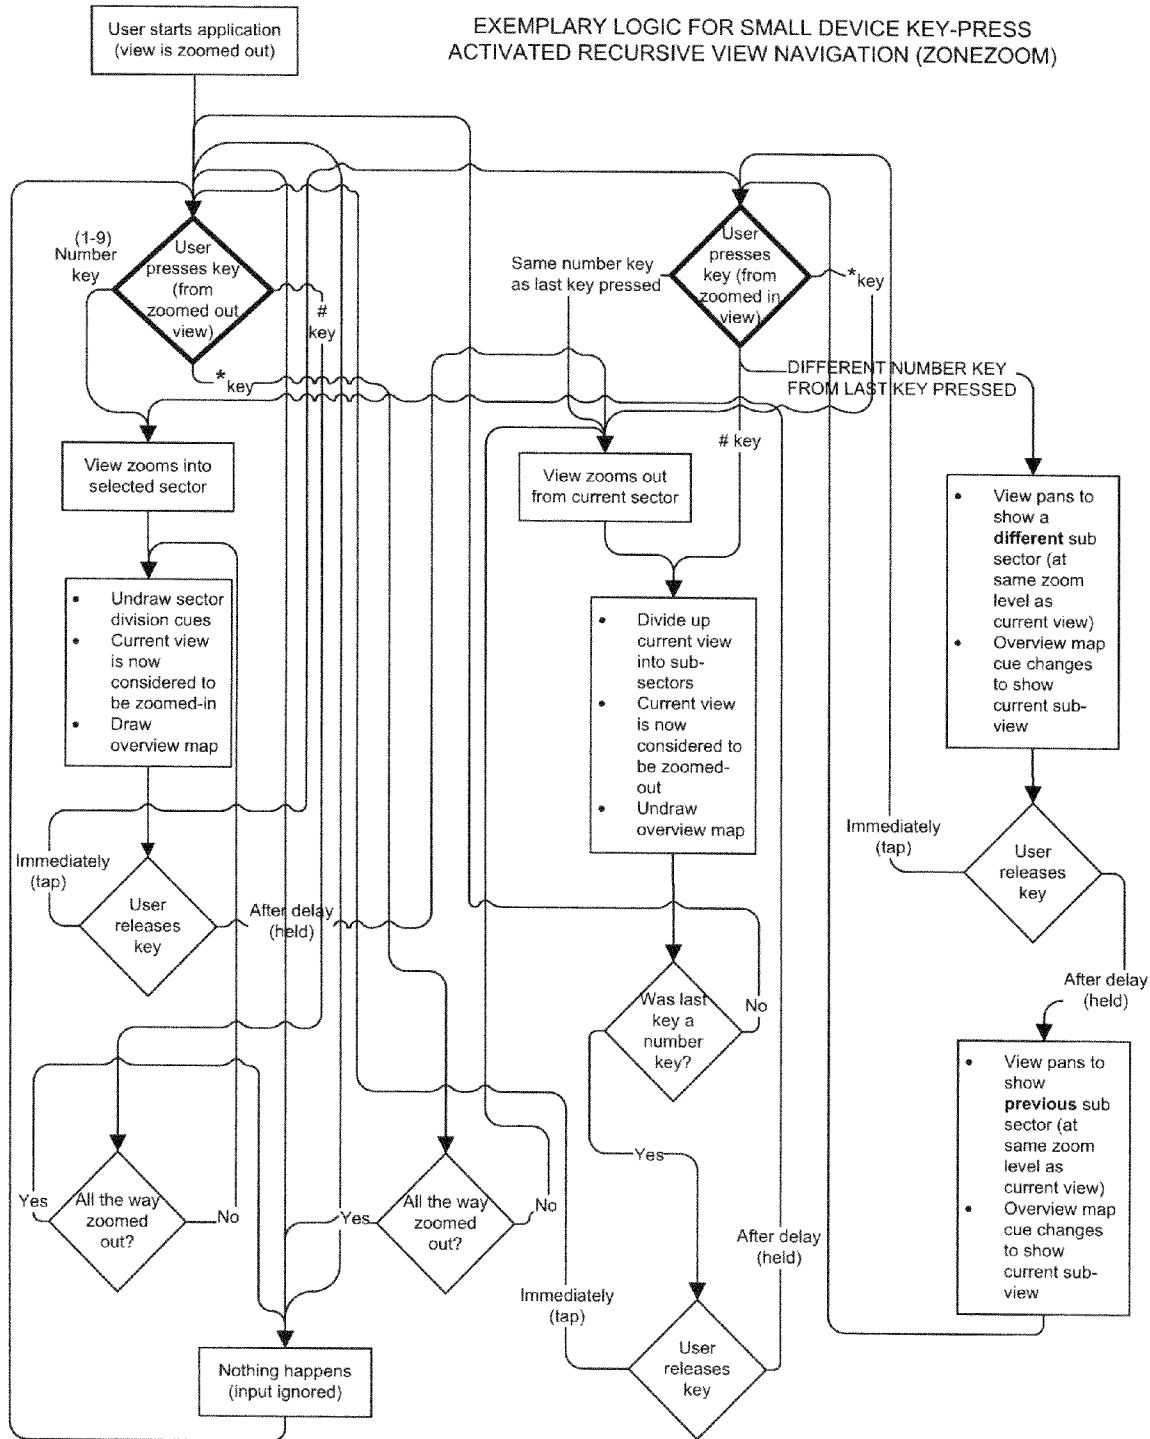 User starts application
(view is zoomed out)
EXEMPLARY LOGIC FOR SMALL DEVICE KEY-PRESS
ACTIVATED RECURSIVE VIEW NAVIGATION (ZONEZOOM)
(1-9)
Number
key
User
presses key
(from
zoomed out
view)
#
key
*
key
Same number key
as last key pressed
User
presses
key (from
zoomed in
view)
*
key
DIFFERENT NUMBER KEY
FROM LAST KEY PRESSED
# key
View zooms into
selected sector
View zooms out
from current sector
• Undraw sector
division cues
• Current view
is now
considered to
be zoomed-in
• Draw
overview map
• Divide up
current view
into sub-
sectors
• Current view
is now
considered to
be zoomed-
out
• Undraw
overview map
• View pans to
show a
different sub
sector (at
same zoom
level as
current view)
• Overview map
cue changes
to show
current sub-
view
Immediately
(tap)
User
releases
key
After delay
(held)
Immediately
(tap)
User
releases
key
After delay
(held)
Was last
key a
number
key?
No
Yes
• View pans to
show
previous sub
sector (at
same zoom
level as
current view)
• Overview map
cue changes
to show
current sub-
view
Yes
All the way
zoomed
out?
No
Yes
All the way
zoomed
out?
No
Immediately
(tap)
User
releases
key
After delay
(held)
Nothing happens
(input ignored)